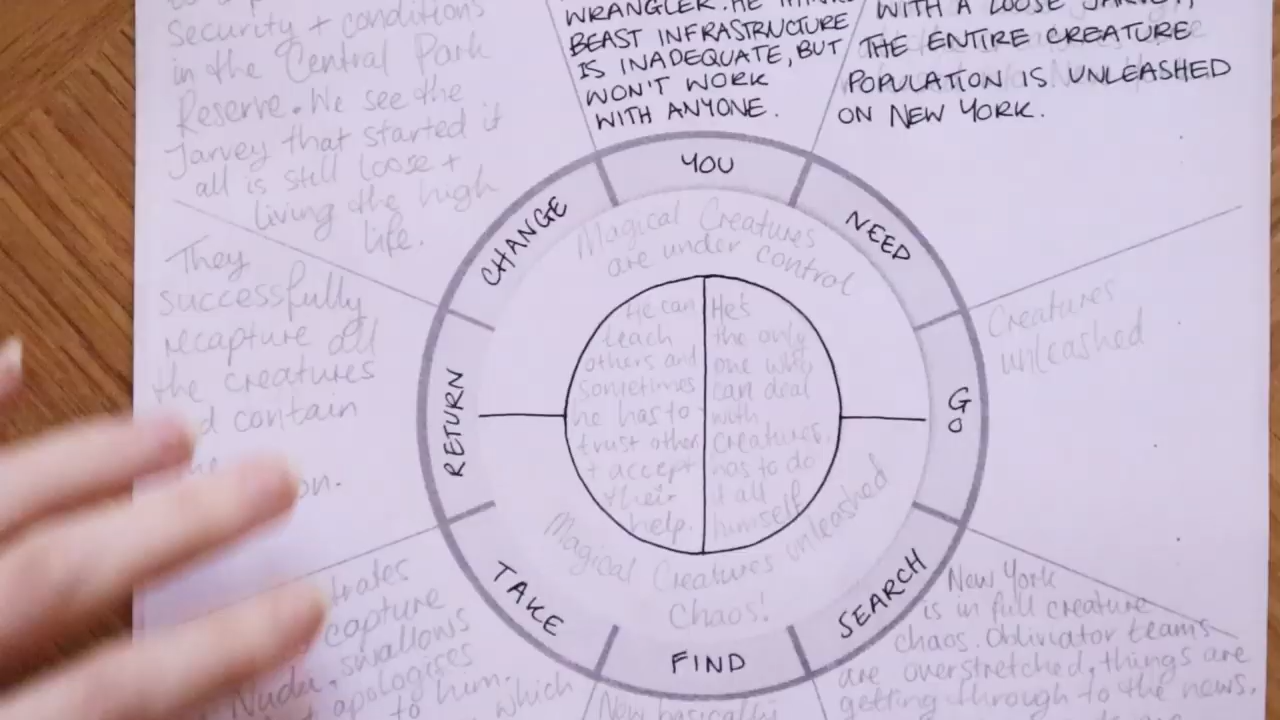 Security + conditions
in the Central Park
Reserve. We see the
Jarvey that started it
all is still loose +
living the high
life.
WRANGLER. HE
BEAST INFRASTRUCTURE
IS INADEQUATE, BUT
WON'T WORK
WITH ANYONE.
WITH A LOOSE JARVEY,
THE ENTIRE CREATURE
POPULATION IS UNLEASHED
ON NEW YORK.
YOU
NEED
GO
SEARCH
FIND
TAKE
RETURN
CHANGE
Magical Creatures
are under control
He can
teach
others and
sometimes
he has to
trust other
+ accept
their
help.
He's
the only
one who
can deal
with
creatures,
has to do
it all
himself
Magical Creatures unleashed
Chaos!
Creatures
unleashed
New York
is in full creature
chaos. Obliviator teams
are overstretched, things are
getting through to the news.
New basically
capture
swallows
apologises
to him.
which
They
successfully
recapture all
the creatures
contain